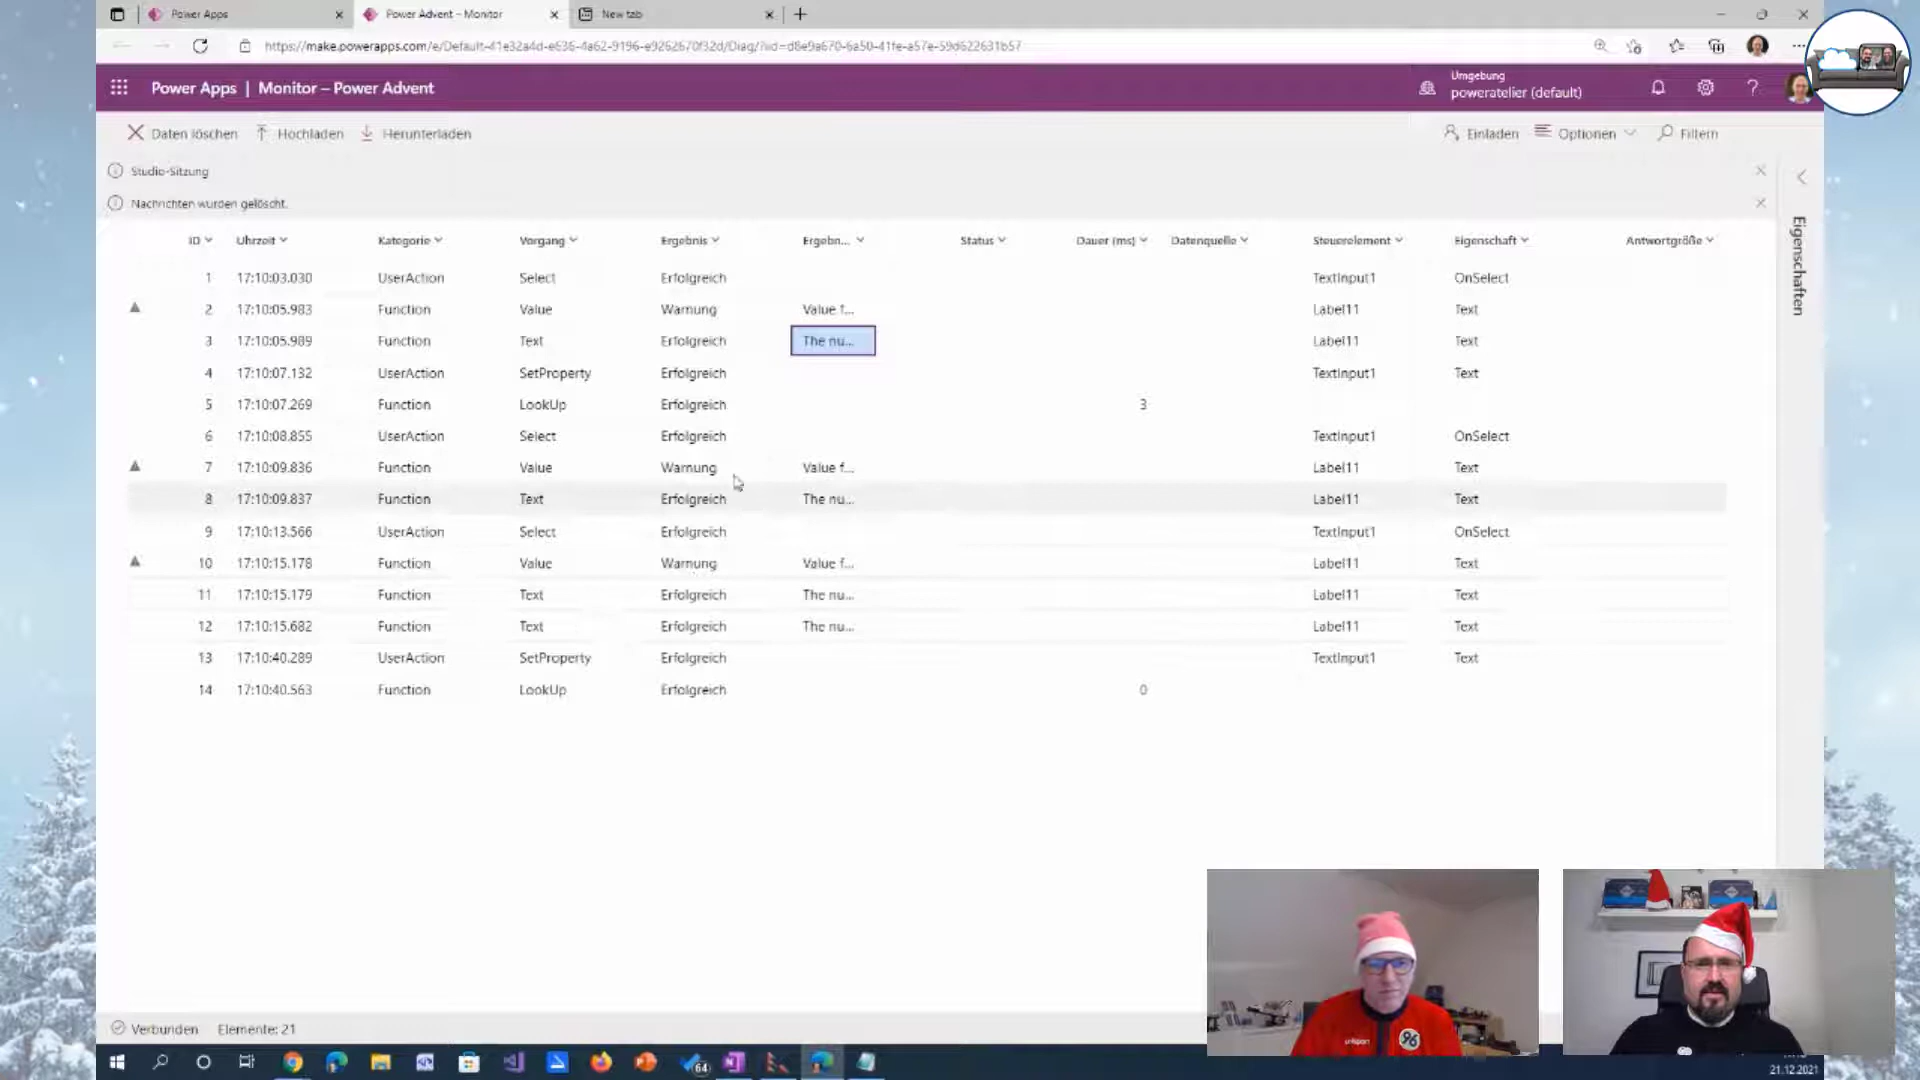 Power Apps
Power Advent – Monitor
New tab
https://make.powerapps.com/e/Default-41e32a4d-e636-4a62-9196-e9262670f32d/Diag/?iid=d8e9a670-6a50-41fe-a57e-59d622631b57
Power Apps | Monitor – Power Advent
Umgebung
poweratelier (default)
Daten löschen Hochladen Herunterladen Einladen Optionen Filtern
Studio-Sitzung
Nachrichten wurden gelöscht.
Eigenschaften
ID Uhrzeit Kategorie Vorgang Ergebnis Ergebn... Status Dauer (ms) Datenquelle Steuerelement Eigenschaft Antwortgröße
1 17:10:03.030 UserAction Select Erfolgreich TextInput1 OnSelect
2 17:10:05.983 Function Value Warnung Value f... Label11 Text
3 17:10:05.989 Function Text Erfolgreich The nu... Label11 Text
4 17:10:07.132 UserAction SetProperty Erfolgreich TextInput1 Text
5 17:10:07.269 Function LookUp Erfolgreich 3
6 17:10:08.855 UserAction Select Erfolgreich TextInput1 OnSelect
7 17:10:09.836 Function Value Warnung Value f... Label11 Text
8 17:10:09.837 Function Text Erfolgreich The nu... Label11 Text
9 17:10:13.566 UserAction Select Erfolgreich TextInput1 OnSelect
10 17:10:15.178 Function Value Warnung Value f... Label11 Text
11 17:10:15.179 Function Text Erfolgreich The nu... Label11 Text
12 17:10:15.682 Function Text Erfolgreich The nu... Label11 Text
13 17:10:40.289 UserAction SetProperty Erfolgreich TextInput1 Text
14 17:10:40.563 Function LookUp Erfolgreich 0
Verbunden Elemente: 21
96
64
21.12.2021